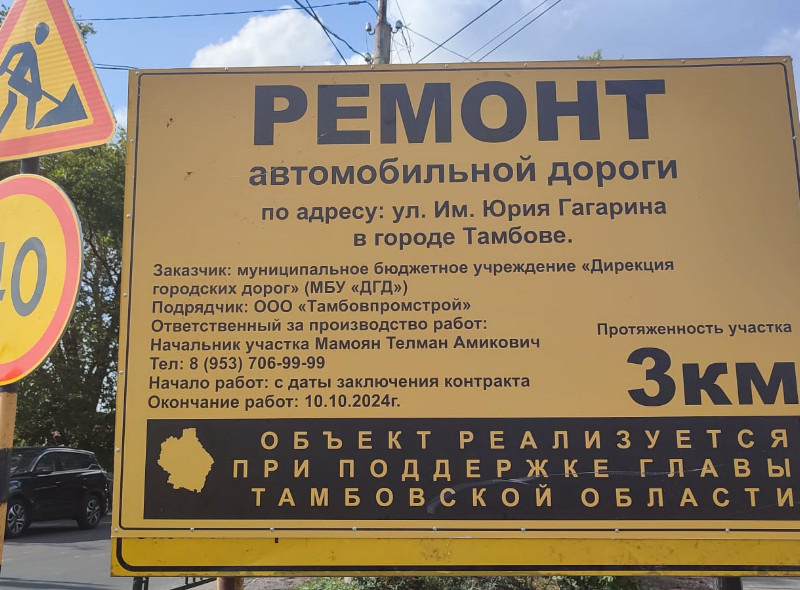 РЕМОНТ
автомобильной дороги
по адресу: ул. Им. Юрия Гагарина
в городе Тамбове.
Заказчик: муниципальное бюджетное учреждение «Дирекция
городских дорог» (МБУ «ДГД»)
Подрядчик: ООО «Тамбовпромстрой»
Ответственный за производство работ:
Начальник участка Мамоян Телман Амикович
Тел: 8 (953) 706-99-99
Начало работ: с даты заключения контракта
Окончание работ: 10.10.2024г.
Протяженность участка
3км
ОБЪЕКТ РЕАЛИЗУЕТСЯ
ПРИ ПОДДЕРЖКЕ ГЛАВЫ
ТАМБОВСКОЙ ОБЛАСТИ
40